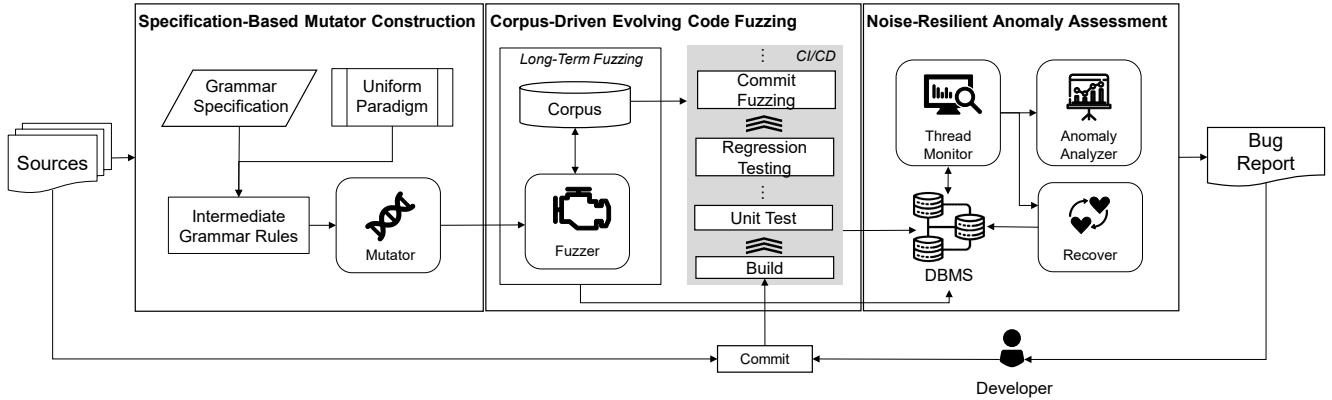 Specification-Based Mutator Construction
Corpus-Driven Evolving Code Fuzzing
Noise-Resilient Anomaly Assessment
Sources
Grammar
Specification
Uniform
Paradigm
Intermediate
Grammar Rules
Mutator
Long-Term Fuzzing
Corpus
Fuzzer
CI/CD
Commit
Fuzzing
Regression
Testing
Unit Test
Build
Thread
Monitor
Anomaly
Analyzer
DBMS
Recover
Bug
Report
Commit
Developer